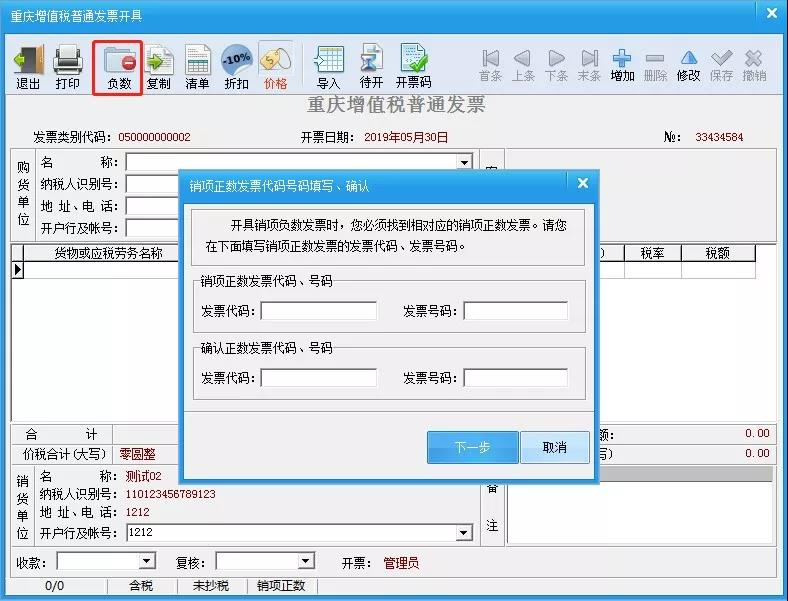 重庆增值税普通发票开具
退出 打印 负数 复制 清单 -10% 折扣 价格 导入 待开 开票码 首条 上条 下条 末条 增加 删除 修改 保存 撤销
重庆增值税普通发票
发票类别代码：050000000002 开票日期：2019年05月30日 №：33434584
购货单位
名 称：
纳税人识别号：
地 址、电 话：
开户行及帐号：
货物或应税劳务名称 税率 税额
销项正数发票代码号码填写、确认
开具销项负数发票时，您必须找到相对应的销项正数发票。请您
在下面填写销项正数发票的发票代码、发票号码。
销项正数发票代码、号码
发票代码： 发票号码：
确认正数发票代码、号码
发票代码： 发票号码：
下一步 取消
合 计 额： 0.00
价税合计(大写) 零圆整 写) 0.00
销货单位
名 称：测试02
纳税人识别号：110123456789123
地 址、电 话：1212
开户行及帐号：1212
备注
收款： 复核： 开票：管理员
0/0 含税 未抄税 销项正数